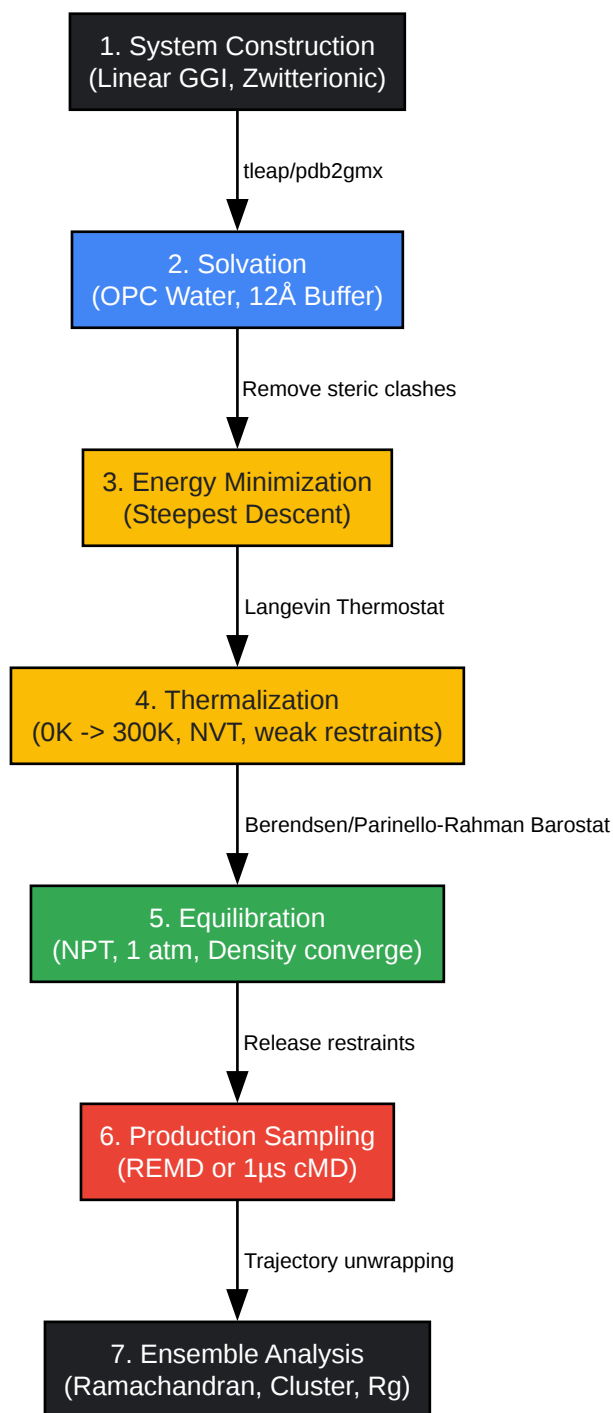 1. System Construction
(Linear GGI, Zwitterionic)
tleap/pdb2gmx
2. Solvation
(OPC Water, 12Å Buffer)
Remove steric clashes
3. Energy Minimization
(Steepest Descent)
Langevin Thermostat
4. Thermalization
(0K -> 300K, NVT, weak restraints)
Berendsen/Parinello-Rahman Barostat
5. Equilibration
(NPT, 1 atm, Density converge)
Release restraints
6. Production Sampling
(REMD or 1µs cMD)
Trajectory unwrapping
7. Ensemble Analysis
(Ramachandran, Cluster, Rg)